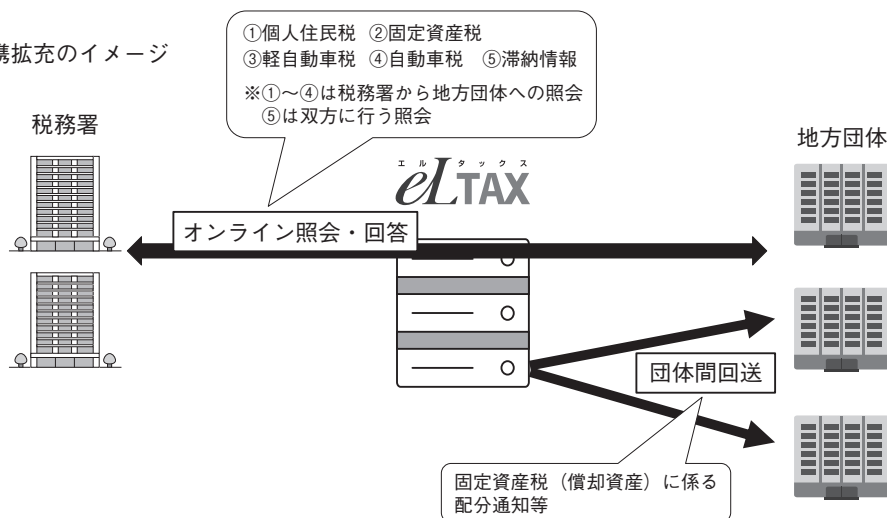 携拡充のイメージ
①個人住民税 ②固定資産税
③軽自動車税 ④自動車税 ⑤滞納情報
※①~④は税務署から地方団体への照会
⑤は双方に行う照会
税務署
地方団体
エルタックス
eLTAX
オンライン照会・回答
団体間回送
固定資産税（償却資産）に係る
配分通知等